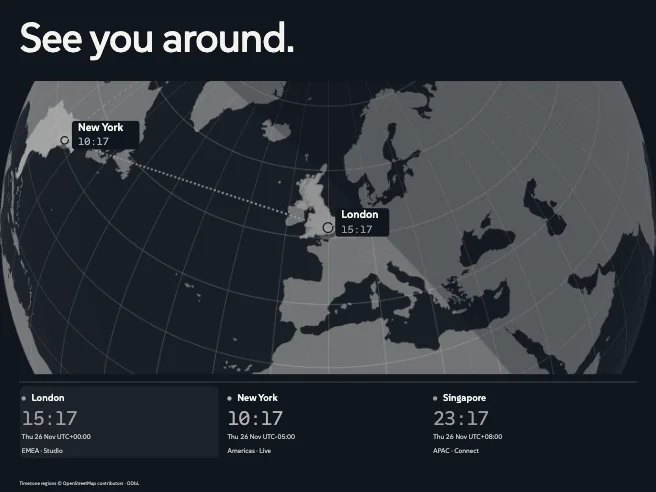 See you around.
New York
10:17
London
15:17
London
15:17
Thu 26 Nov UTC+00:00
EMEA · Studio
New York
10:17
Thu 26 Nov UTC-05:00
Americas · Live
Singapore
23:17
Thu 26 Nov UTC+08:00
APAC · Connect
Timezone regions © OpenStreetMap contributors · ODbL